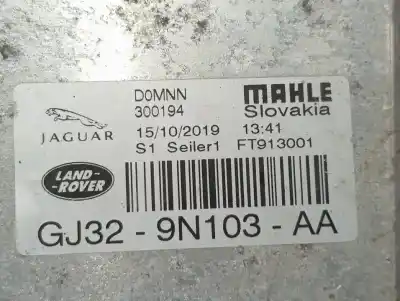 D0MNN MAHLE
300194 Slovakia
JAGUAR 15/10/2019 13:41
S1 Seiler1 FT913001
LAND-
ROVER
GJ32 - 9N103 - AA